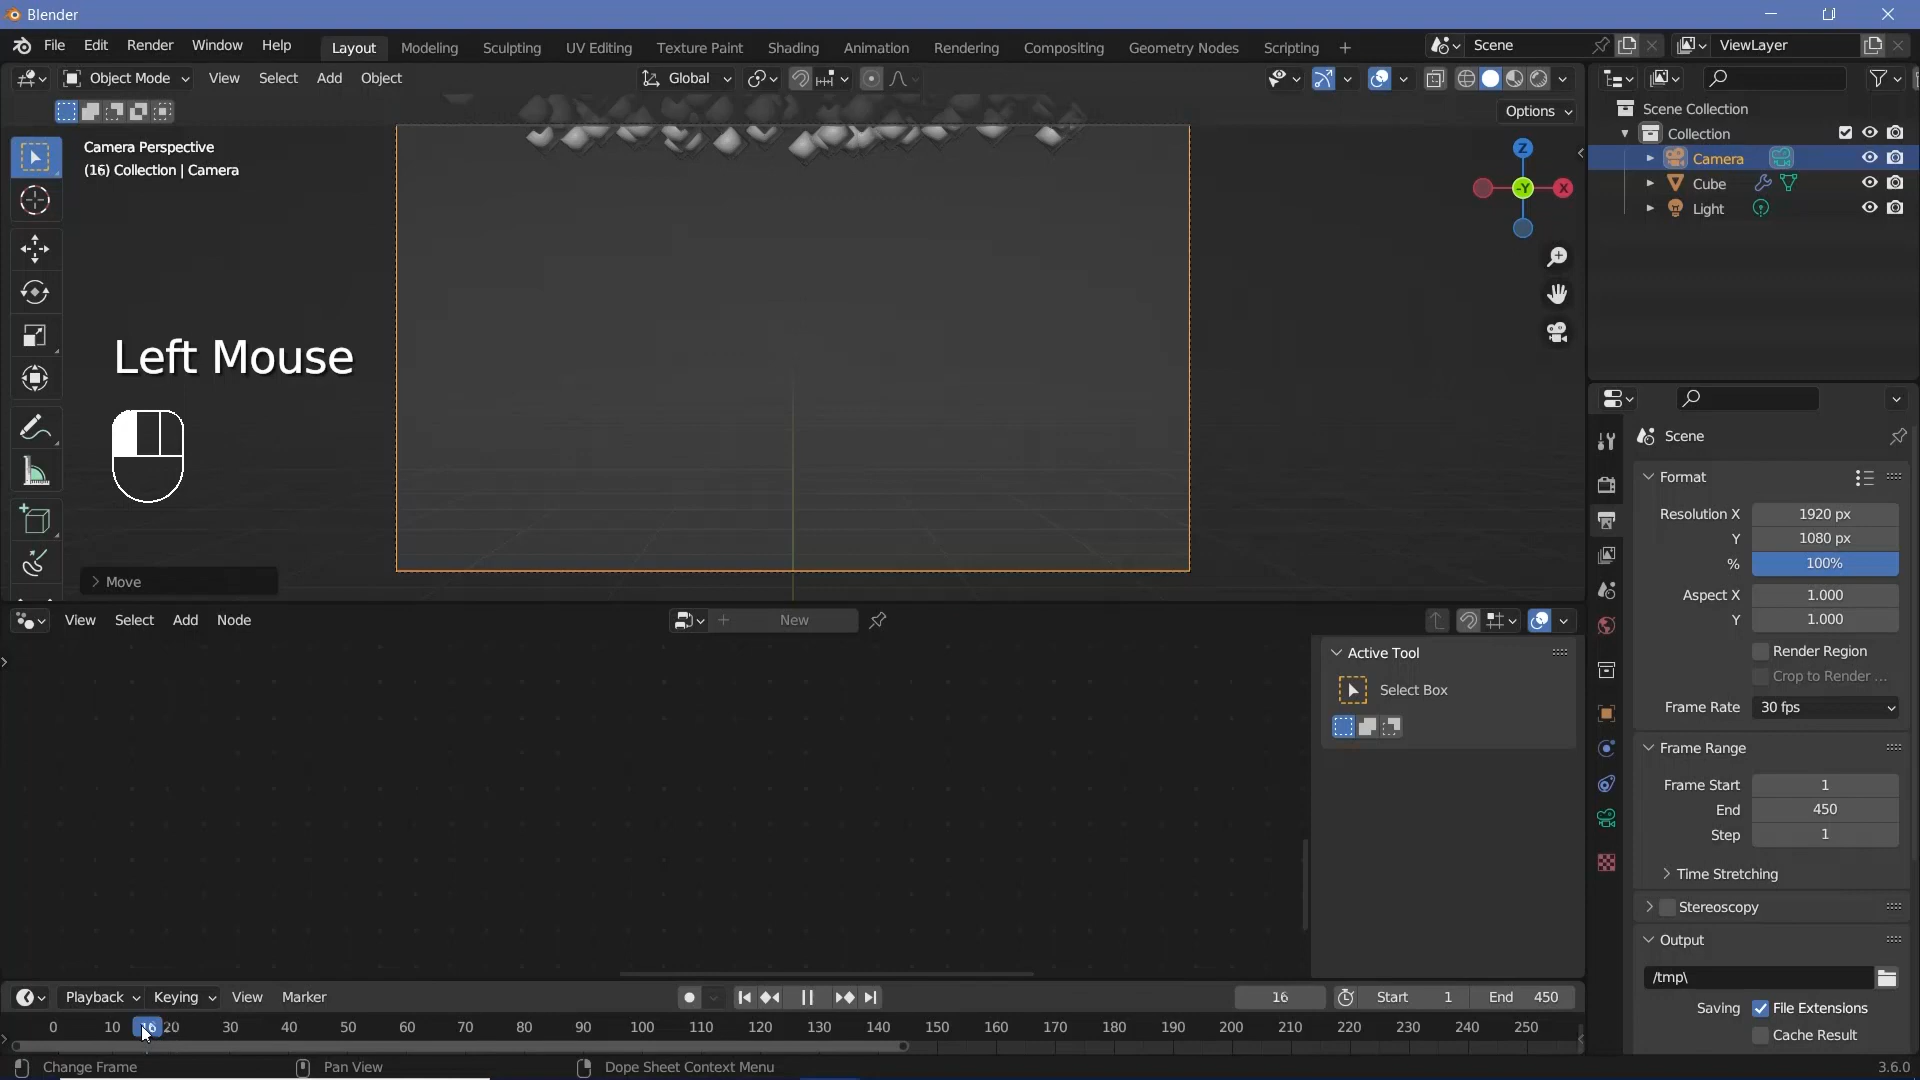 Blender
File Edit Render Window Help Layout Modeling Sculpting UV Editing Texture Paint Shading Animation Rendering Compositing Geometry Nodes Scripting + Scene ViewLayer
Object Mode View Select Add Object Global
Options
Scene Collection
Collection
Camera
Cube
Light
Camera Perspective
(16) Collection | Camera
Z
-Y X
Left Mouse
> Move
Scene
Format
Resolution X 1920 px
Y 1080 px
% 100%
Aspect X 1.000
Y 1.000
Render Region
Crop to Render ...
Frame Rate 30 fps
Frame Range
Frame Start 1
End 450
Step 1
Time Stretching
Stereoscopy
Output
/tmp\
Saving File Extensions
Cache Result
View Select Add Node + New
Active Tool
Select Box
Playback Keying View Marker 16 Start 1 End 450
0 10 16 20 30 40 50 60 70 80 90 100 110 120 130 140 150 160 170 180 190 200 210 220 230 240 250
Change Frame Pan View Dope Sheet Context Menu 3.6.0